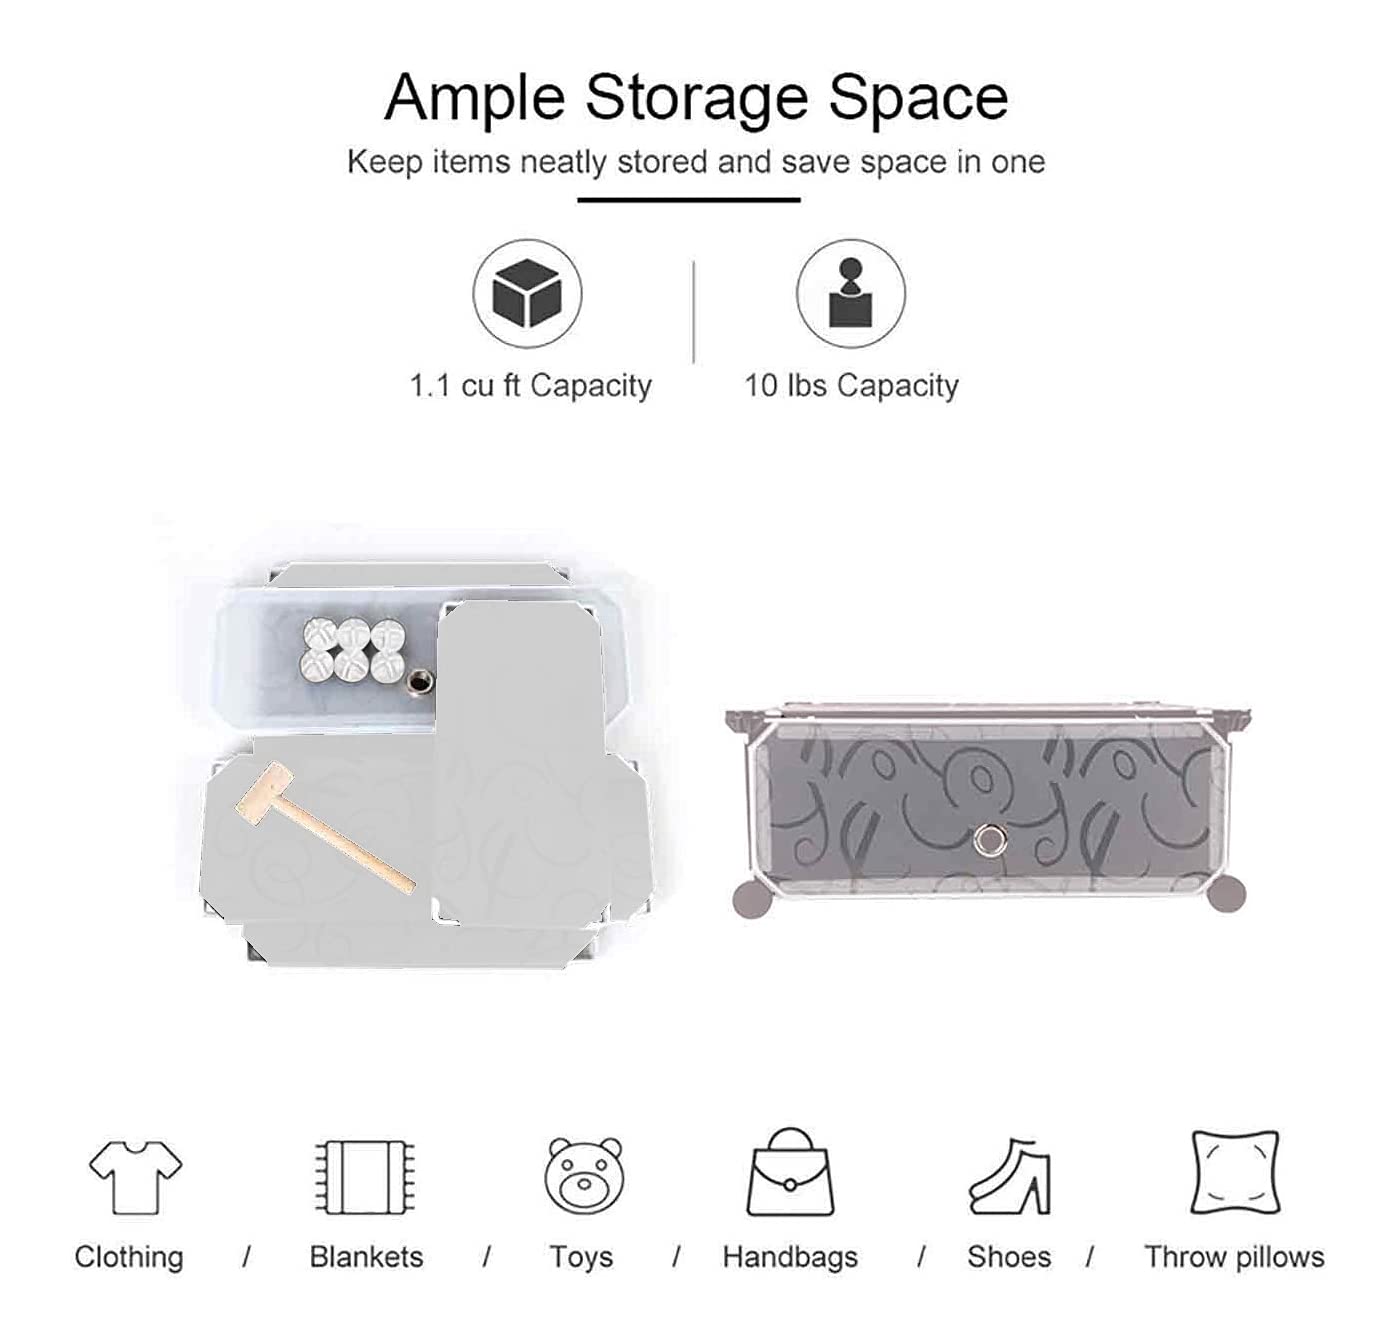 Ample Storage Space
Keep items neatly stored and save space in one
1.1 cu ft Capacity
10 lbs Capacity
Clothing / Blankets / Toys / Handbags / Shoes / Throw pillows